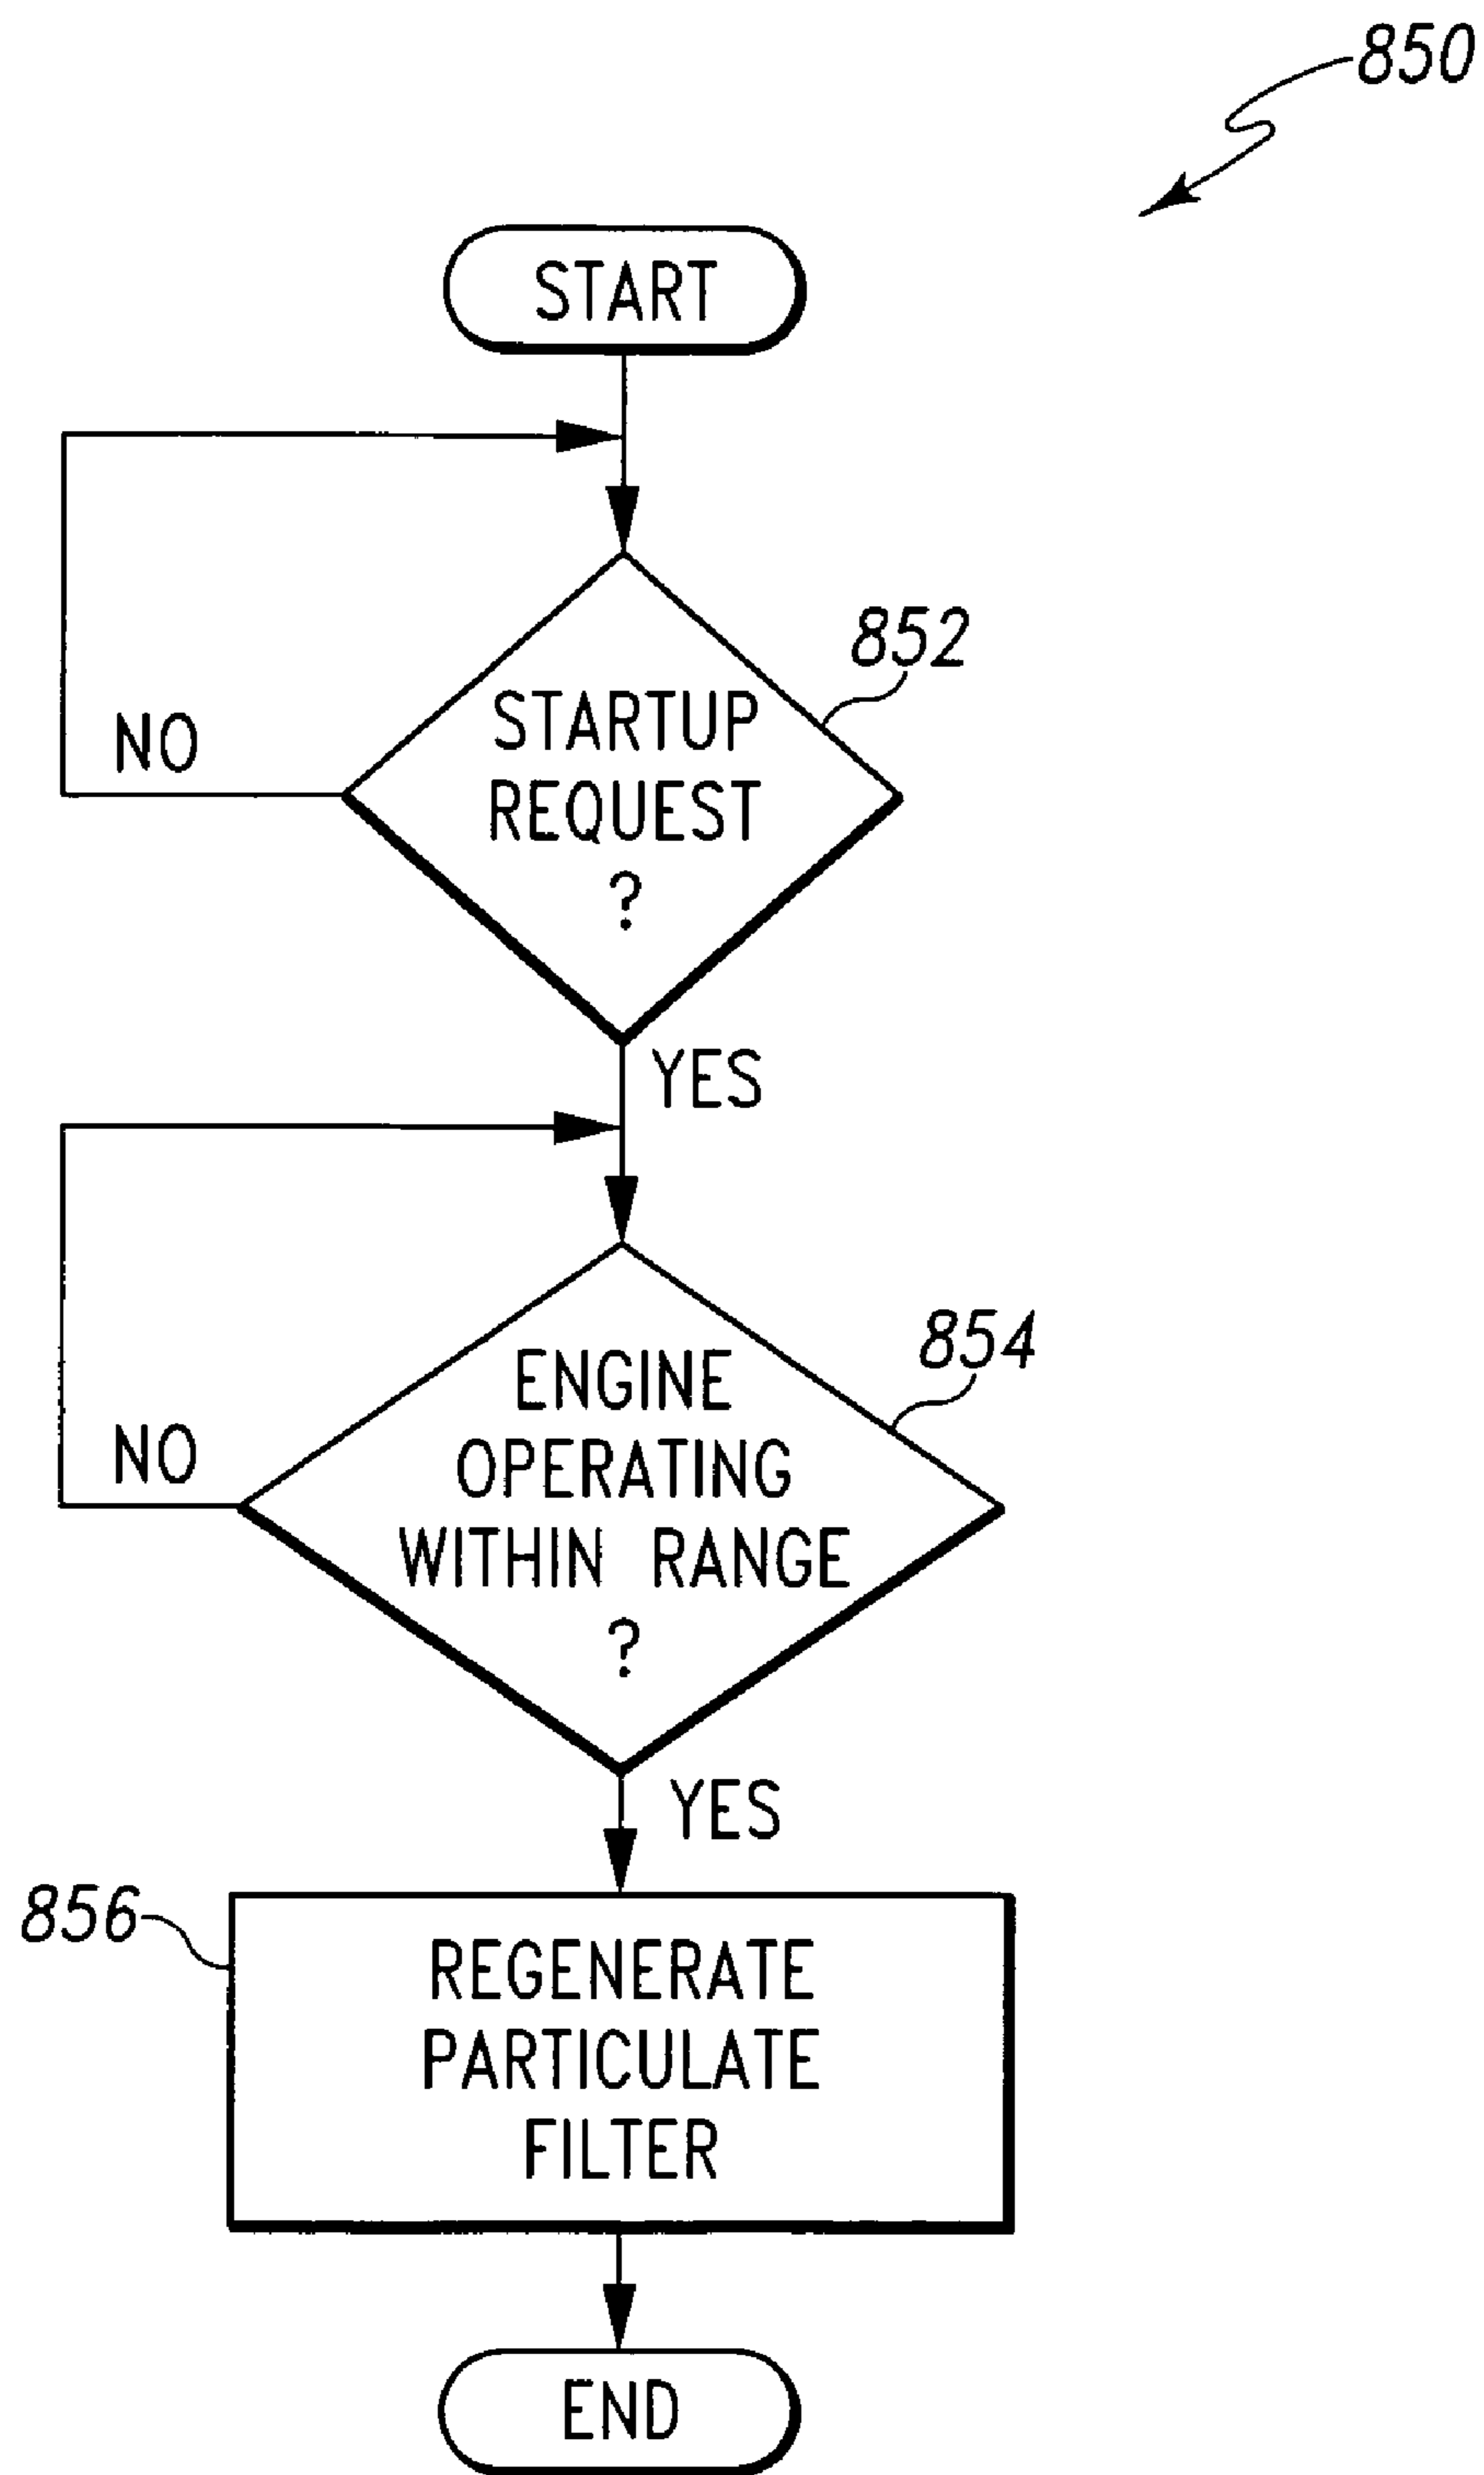 850
START
852
STARTUP
REQUEST
?
NO
YES
854
ENGINE
OPERATING
WITHIN RANGE
?
NO
YES
856
REGENERATE
PARTICULATE
FILTER
END